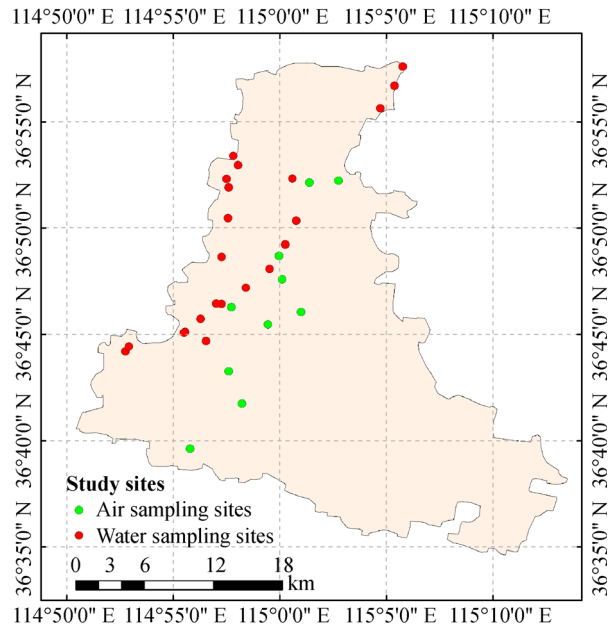 114°50'0" E 114°55'0" E 115°0'0" E 115°5'0" E 115°10'0" E
36°55'0" N 36°55'0" N
36°50'0" N 36°50'0" N
36°45'0" N 36°45'0" N
36°40'0" N 36°40'0" N
36°35'0" N 36°35'0" N
Study sites
Air sampling sites
Water sampling sites
0 3 6 12 18
km
114°50'0" E 114°55'0" E 115°0'0" E 115°5'0" E 115°10'0" E